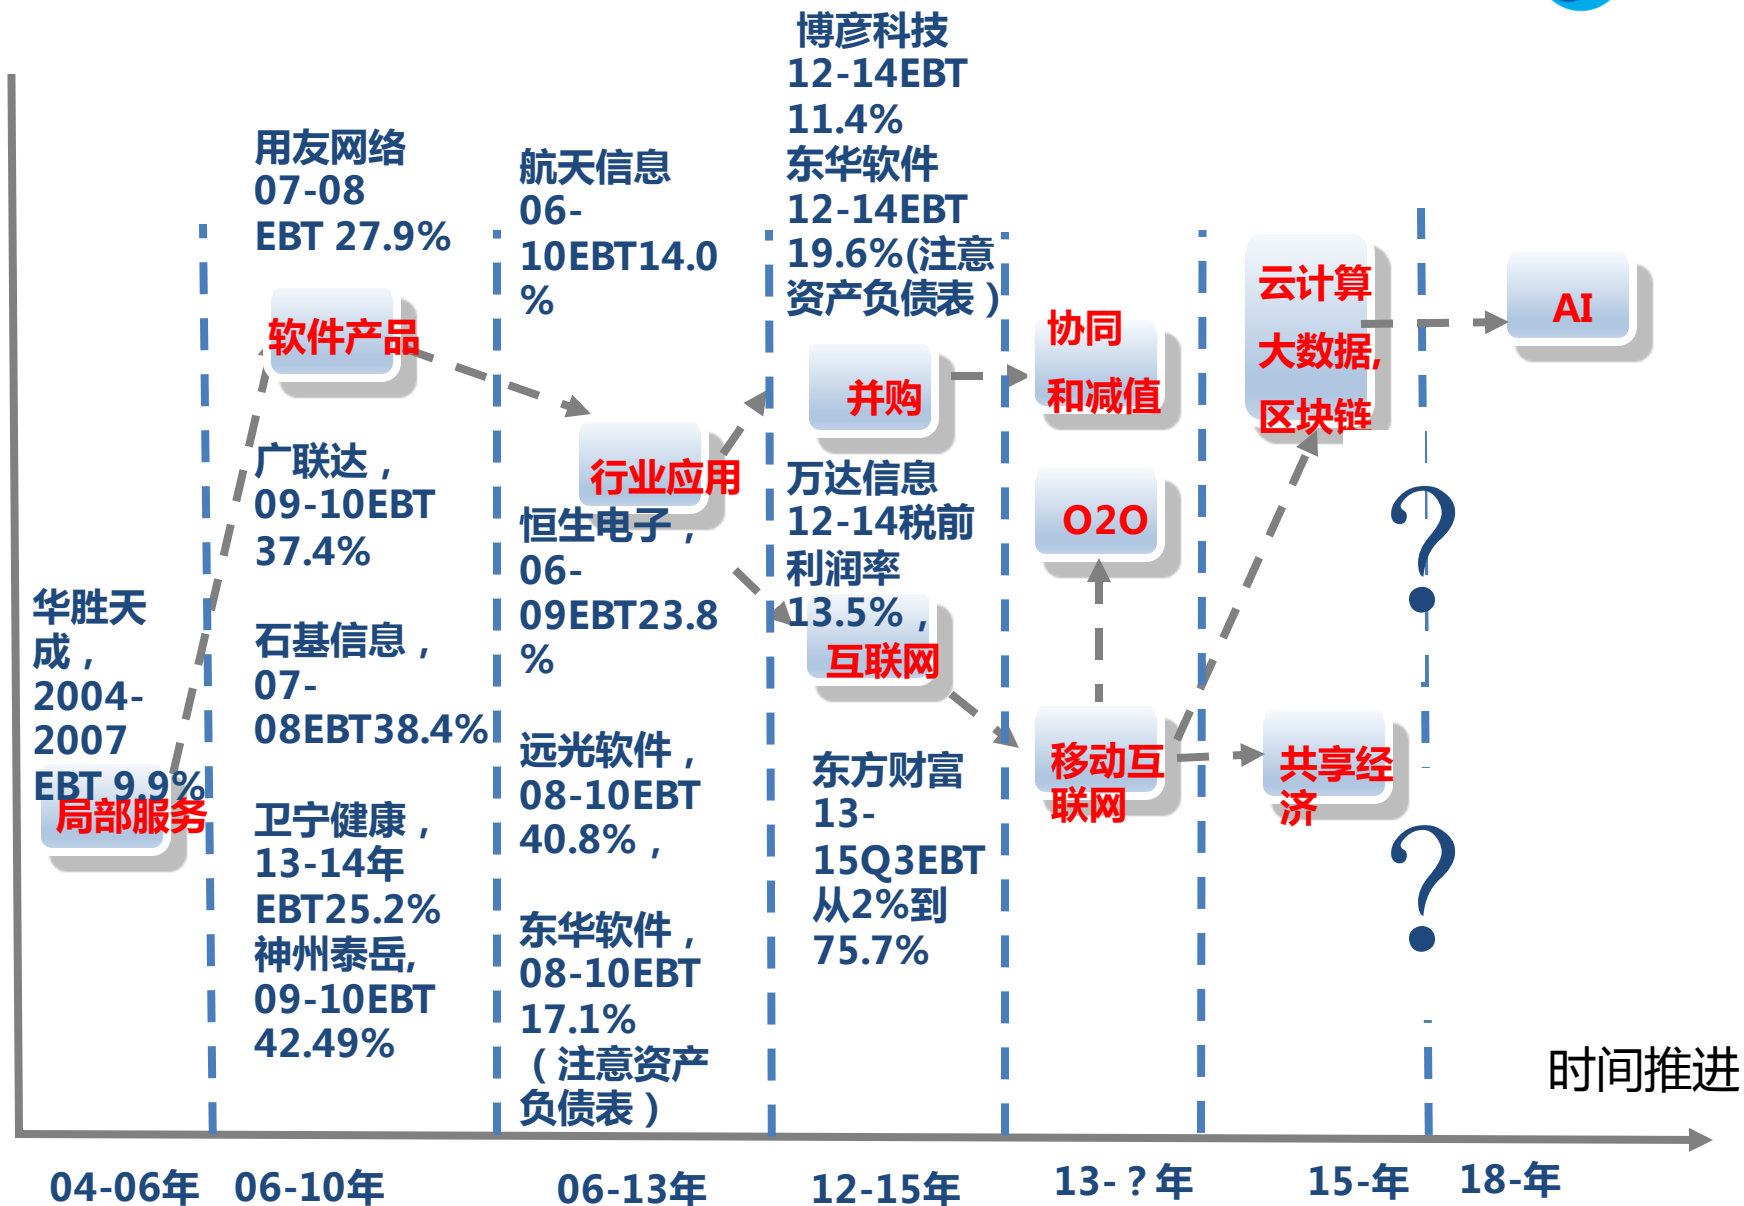 华胜天
成，
2004-
2007
EBT 9.9%
局部服务
用友网络
07-08
EBT 27.9%
软件产品
广联达，
09-10EBT
37.4%
石基信息，
07-
08EBT38.4%
卫宁健康，
13-14年
EBT25.2%
神州泰岳,
09-10EBT
42.49%
航天信息
06-
10EBT14.0
%
行业应用
恒生电子，
06-
09EBT23.8
%
远光软件，
08-10EBT
40.8%，
东华软件，
08-10EBT
17.1%
（注意资产
负债表）
博彦科技
12-14EBT
11.4%
东华软件
12-14EBT
19.6%(注意
资产负债表）
并购
万达信息
12-14税前
利润率
13.5%，
互联网
东方财富
13-
15Q3EBT
从2%到
75.7%
协同
和减值
O2O
移动互
联网
云计算
大数据,
区块链
共享经
济
AI
？
？
时间推进
04-06年
06-10年
06-13年
12-15年
13-？年
15-年
18-年